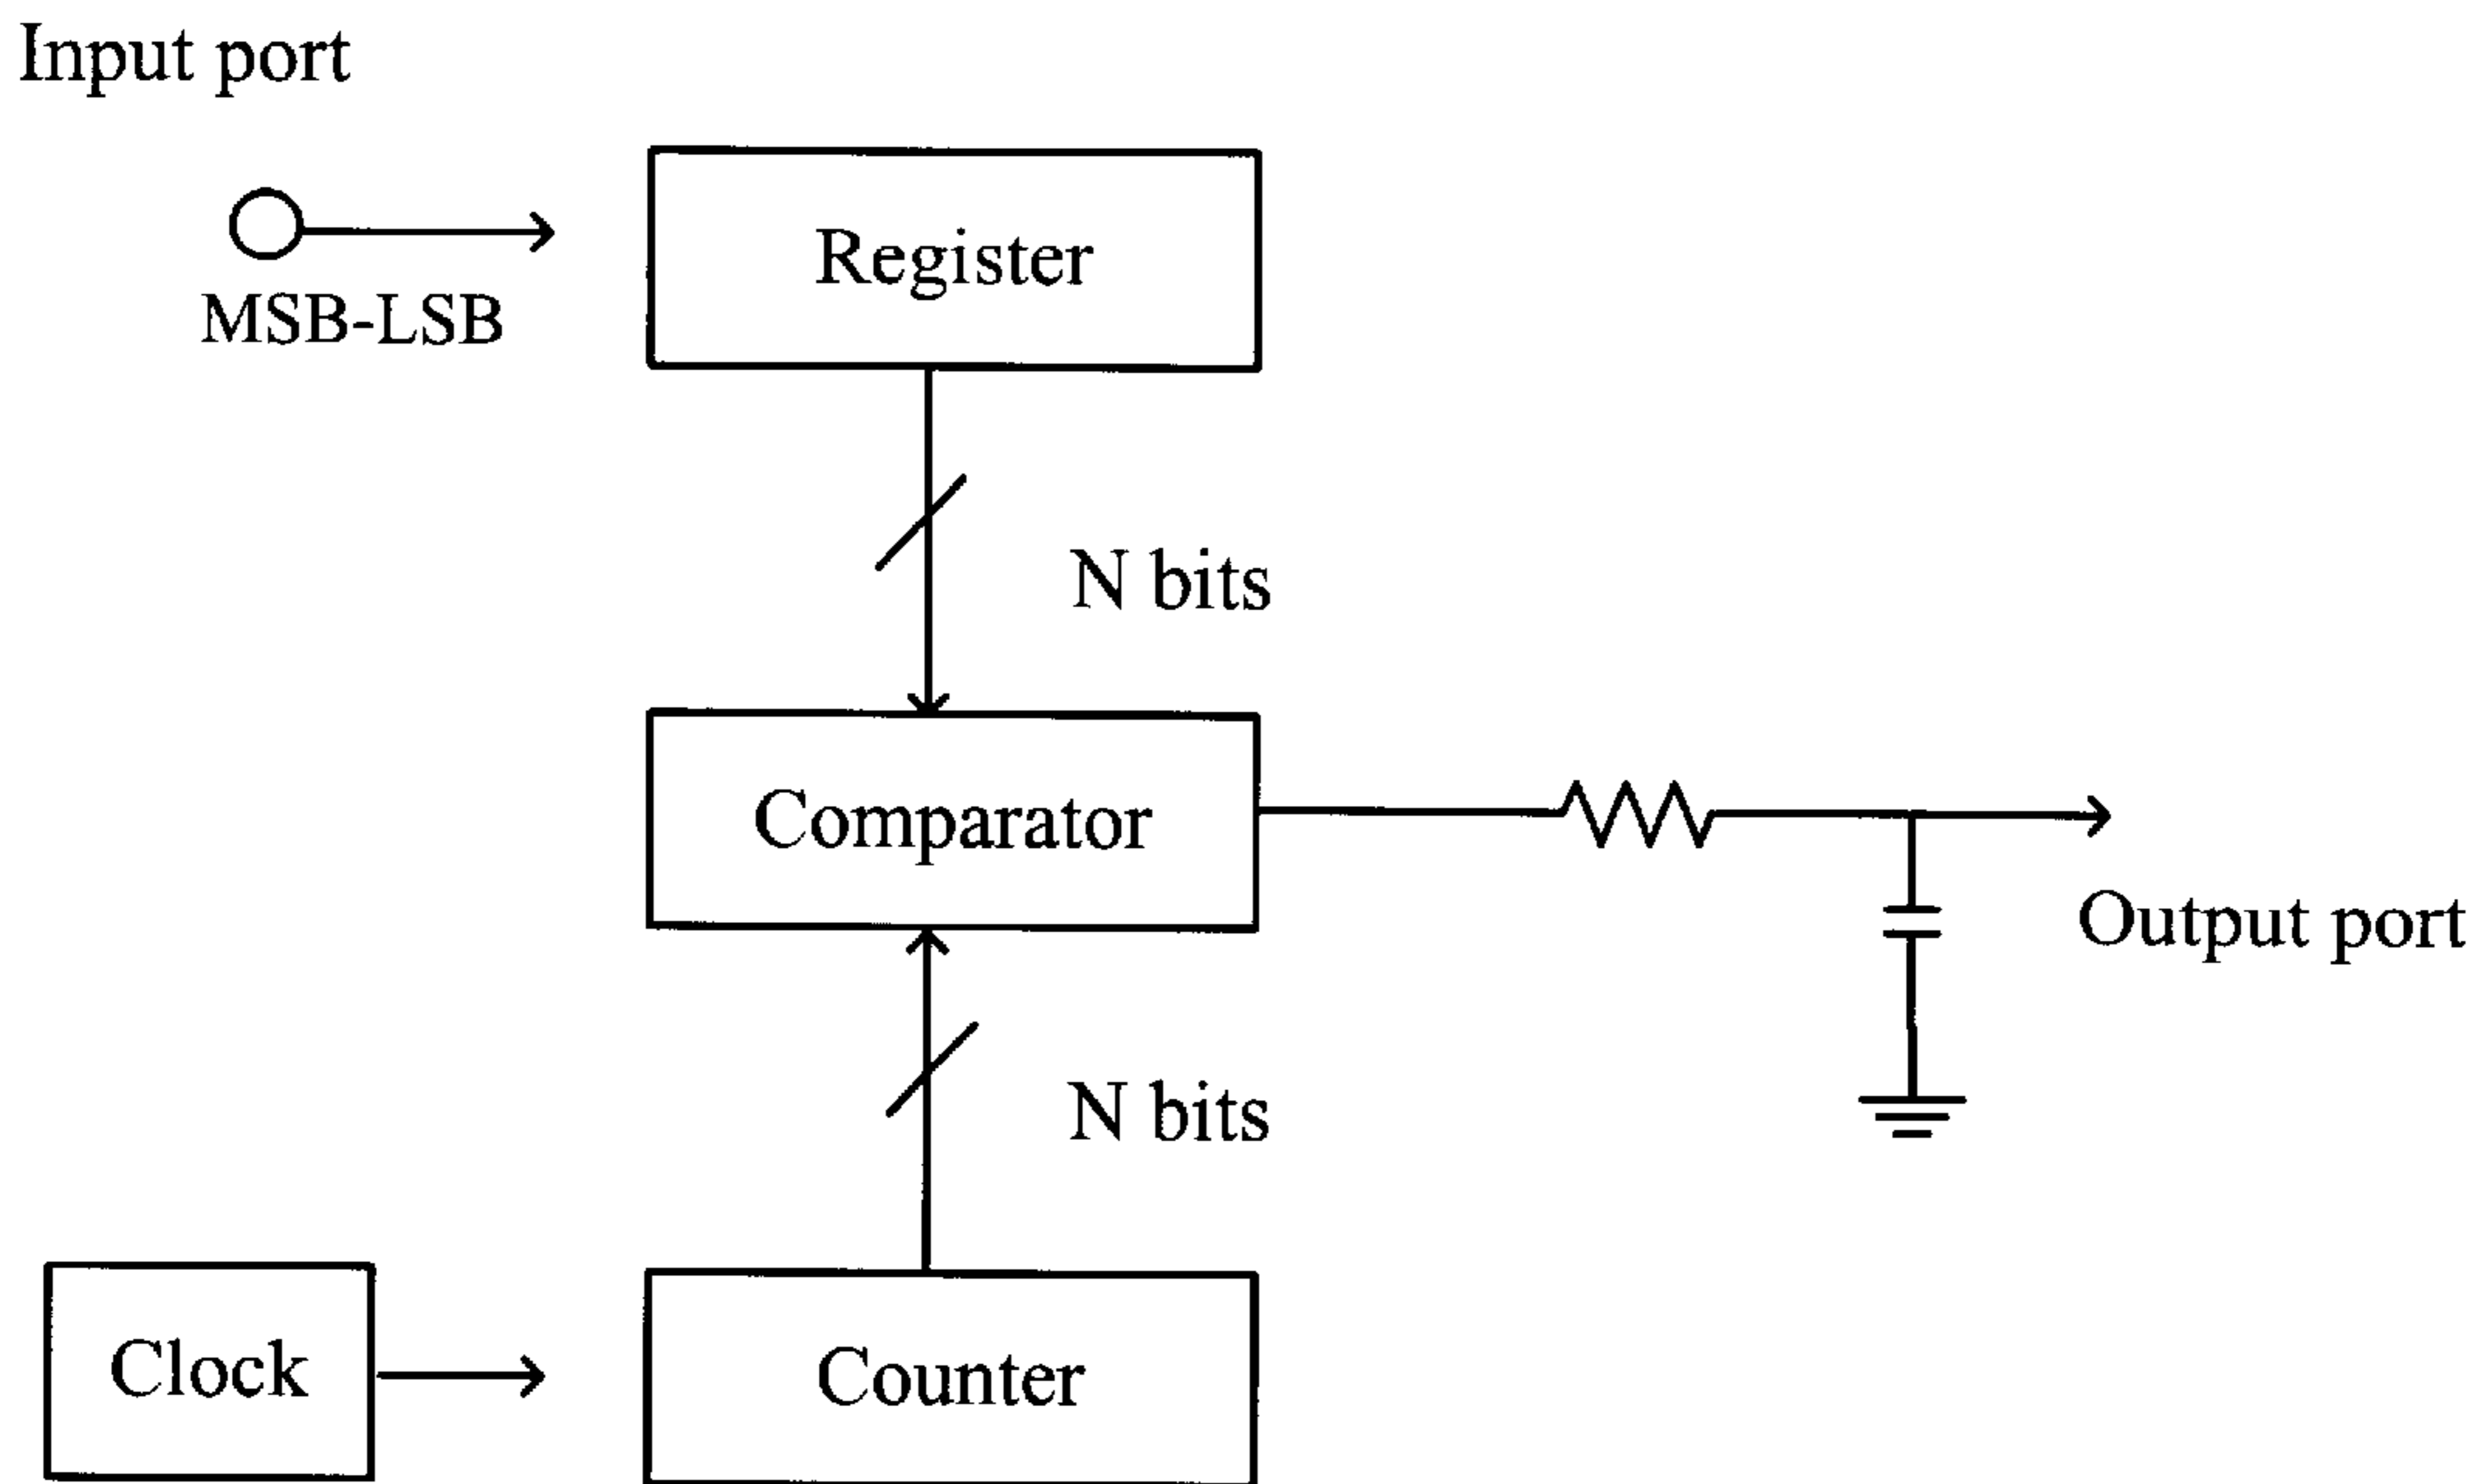 Input port
Register
MSB-LSB
N bits
Comparator
Output port
N bits
Clock
Counter